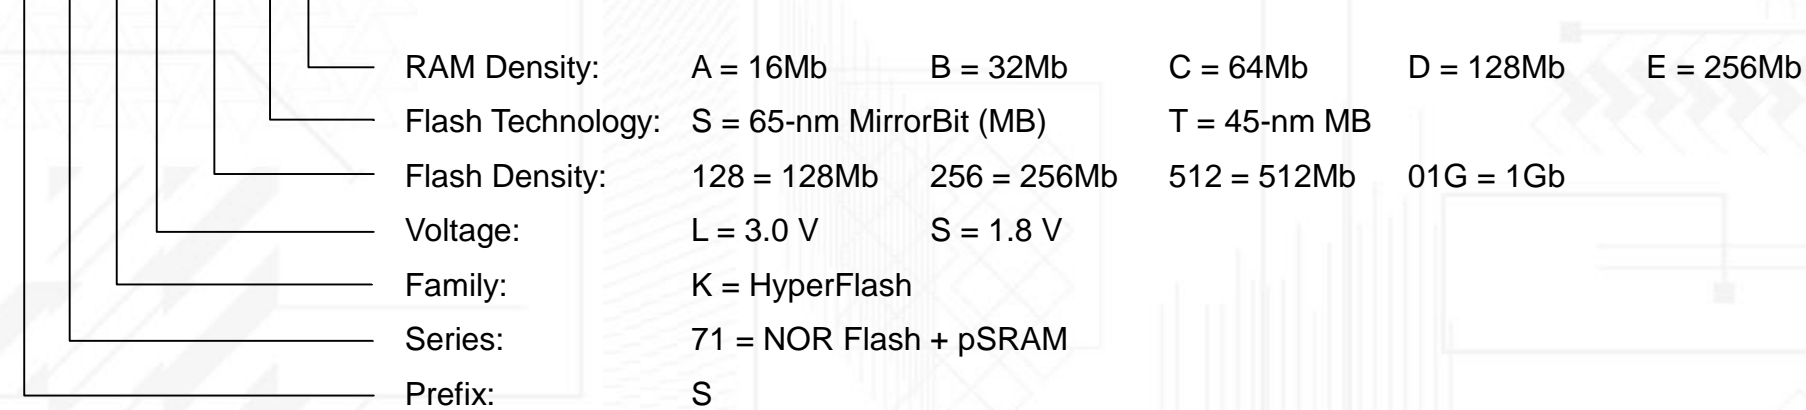 RAM Density: A = 16Mb B = 32Mb C = 64Mb D = 128Mb E = 256Mb
Flash Technology: S = 65-nm MirrorBit (MB) T = 45-nm MB
Flash Density: 128 = 128Mb 256 = 256Mb 512 = 512Mb 01G = 1Gb
Voltage: L = 3.0 V S = 1.8 V
Family: K = HyperFlash
Series: 71 = NOR Flash + pSRAM
Prefix: S